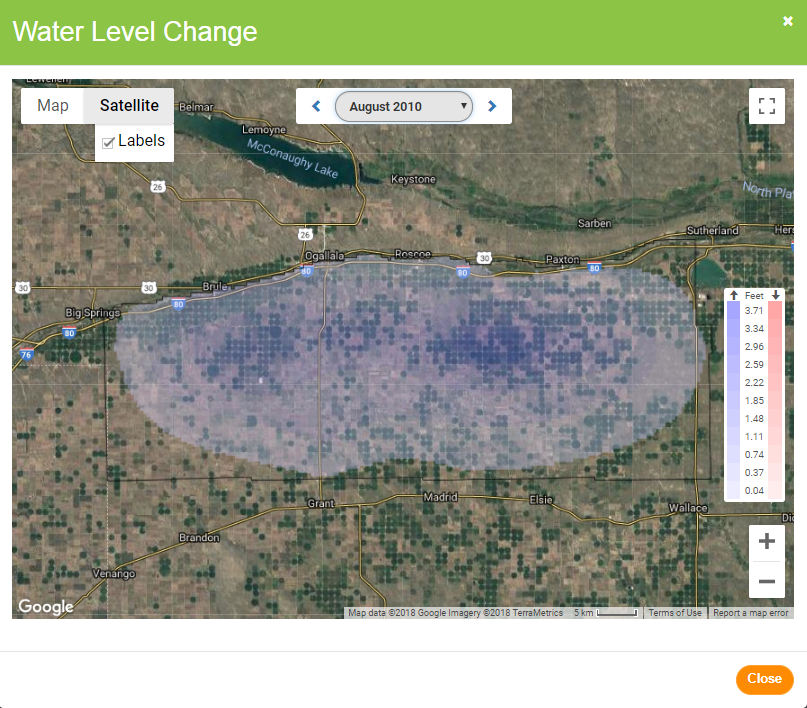 Water Level Change
×
Lewellen
Map
Satellite
Labels
August 2010
Belmar
Lemoyne
McConaughy Lake
Keystone
26
North Pla
Sarben
Sutherland
Hers
26
Ogallala
Roscoe
30
Paxton
80
80
80
30
30
Brule
80
Big Springs
80
76
Feet
3.71
3.34
2.96
2.59
2.22
1.85
1.48
1.11
0.74
0.37
0.04
Grant
Madrid
Elsie
Wallace
Dic
Brandon
Venango
Google
Map data ©2018 Google Imagery ©2018 TerraMetrics
5 km
Terms of Use
Report a map error
Close